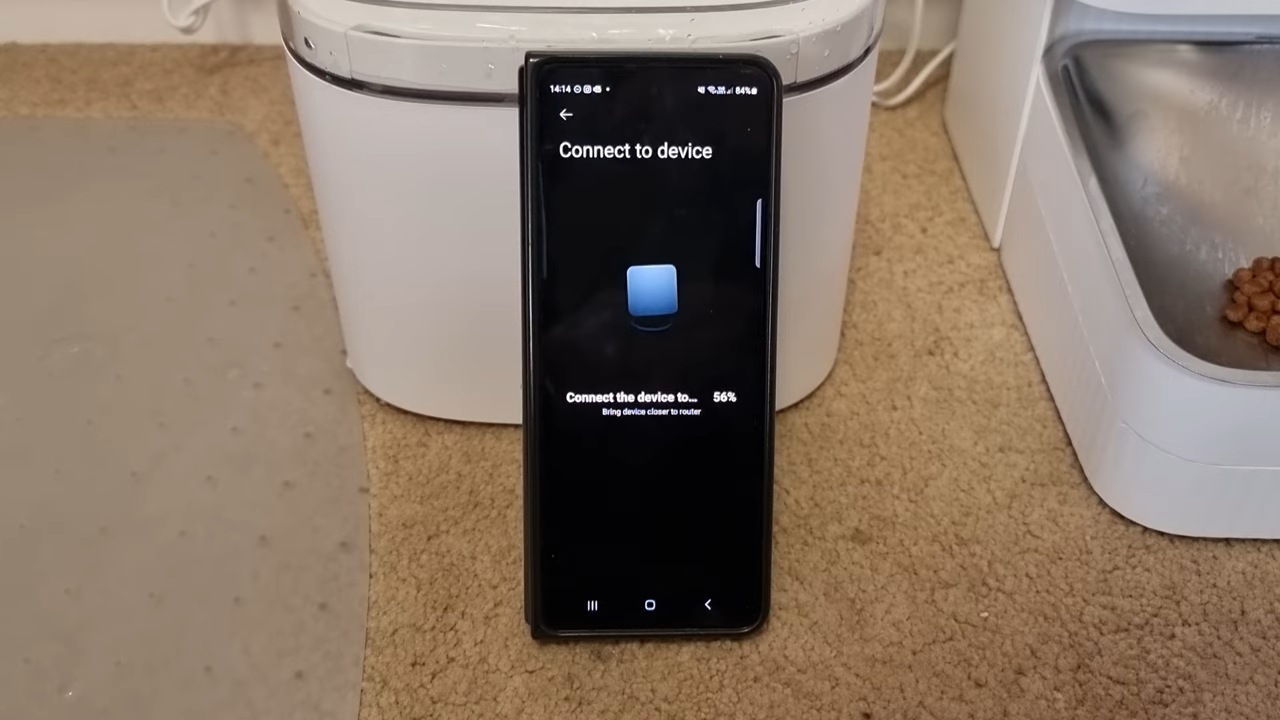 14:14 84%
Connect to device
Connect the device to... 56%
Bring device closer to router